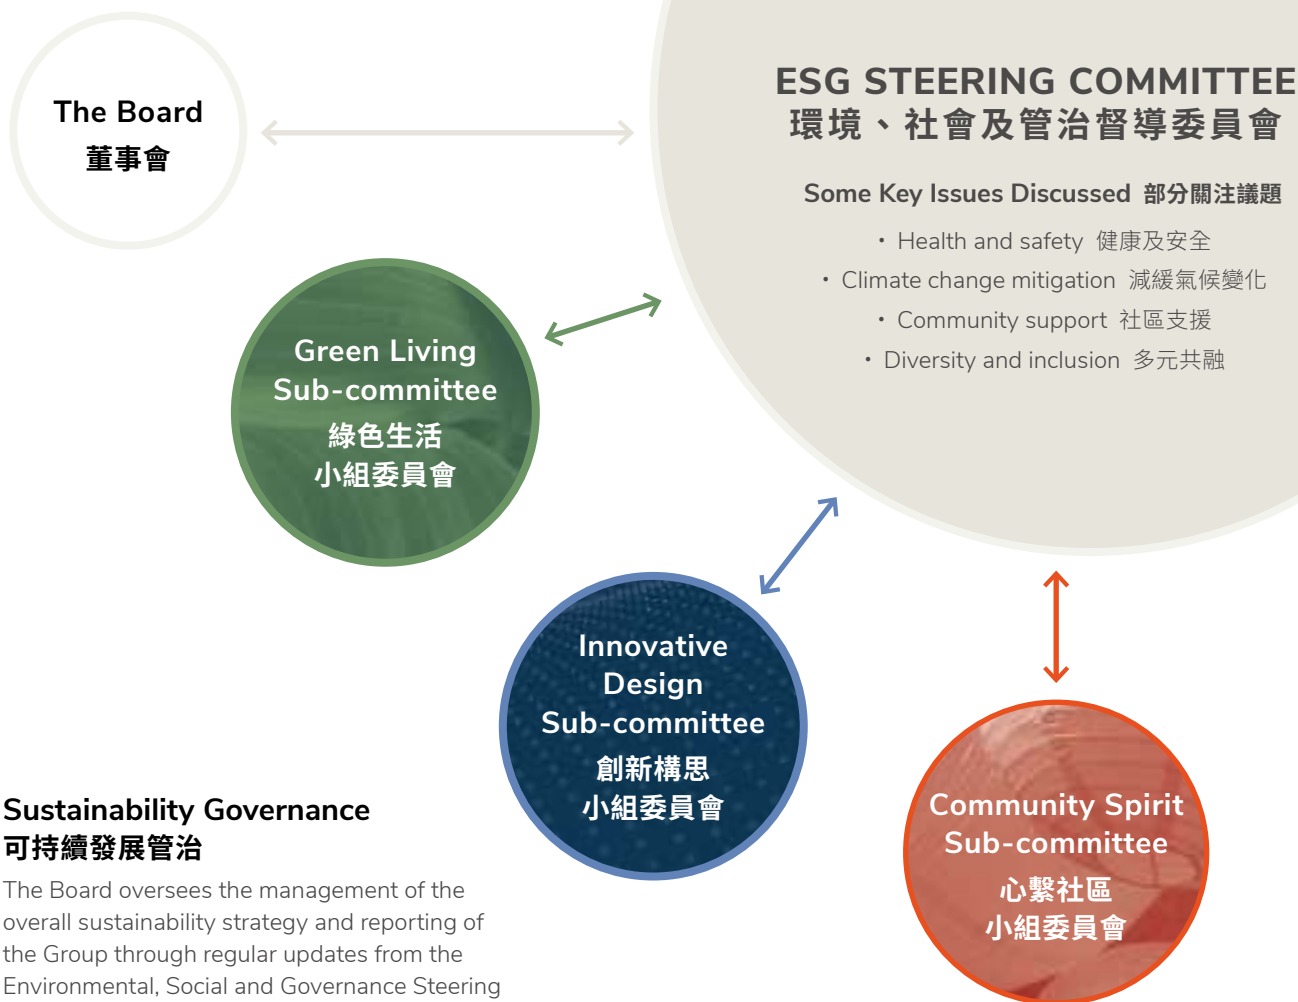 The Board
董事會
ESG STEERING COMMITTEE
環境、社會及管治督導委員會
Some Key Issues Discussed 部分關注議題
• Health and safety 健康及安全
• Climate change mitigation 減緩氣候變化
• Community support 社區支援
• Diversity and inclusion 多元共融
Green Living
Sub-committee
綠色生活
小組委員會
Innovative
Design
Sub-committee
創新構思
小組委員會
Community Spirit
Sub-committee
心繫社區
小組委員會
Sustainability Governance
可持續發展管治
The Board oversees the management of the
overall sustainability strategy and reporting of
the Group through regular updates from the
Environmental, Social and Governance Steering